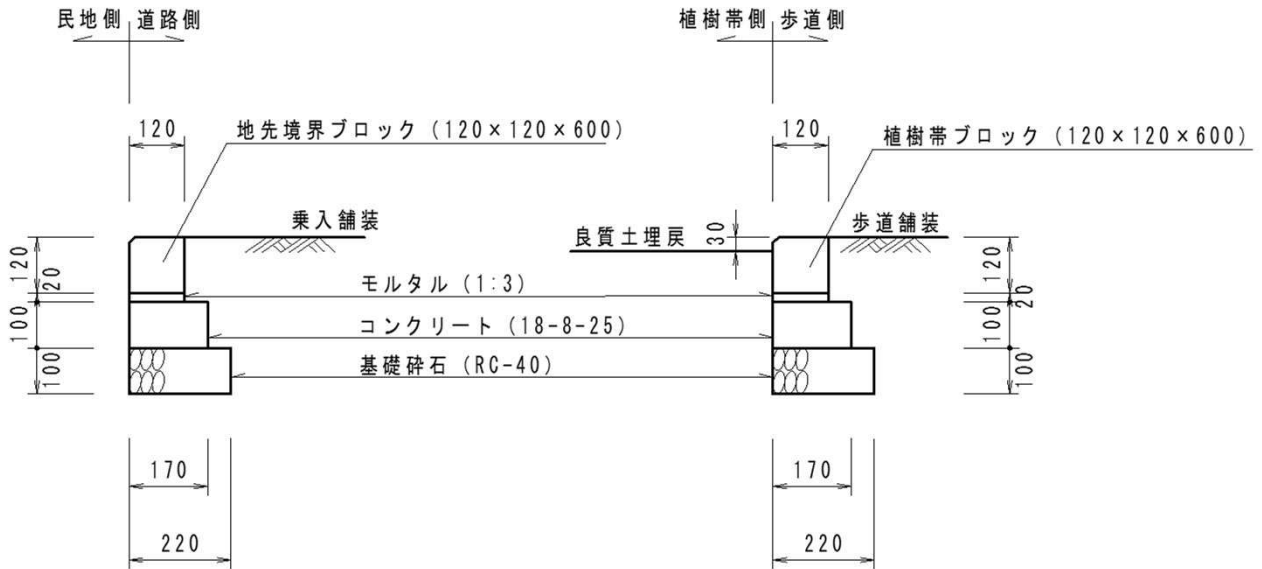 民地側 道路側
植樹帯側 歩道側
120
地先境界ブロック (120×120×600)
120
植樹帯ブロック (120×120×600)
乗入舗装
良質土埋戻
30
歩道舗装
120
20
100
100
モルタル (1:3)
コンクリート (18-8-25)
基礎砕石 (RC-40)
120
20
100
100
170
170
220
220